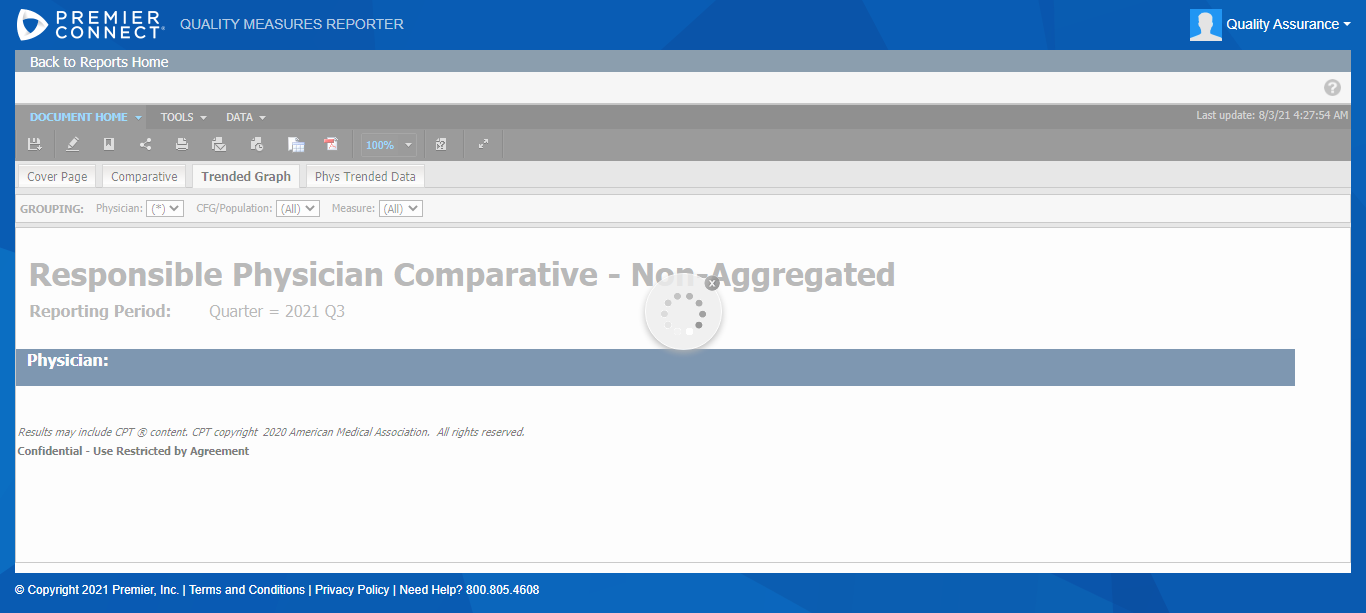 PREMIER CONNECT® QUALITY MEASURES REPORTER
Quality Assurance
Back to Reports Home
DOCUMENT HOME TOOLS DATA Last update: 8/3/21 4:27:54 AM
100%
Cover Page Comparative Trended Graph Phys Trended Data
GROUPING: Physician: (*) CFG/Population: (All) Measure: (All)
Responsible Physician Comparative - Non-Aggregated
x
Reporting Period: Quarter = 2021 Q3
Physician:
Results may include CPT ® content. CPT copyright 2020 American Medical Association. All rights reserved.
Confidential - Use Restricted by Agreement
© Copyright 2021 Premier, Inc. | Terms and Conditions | Privacy Policy | Need Help? 800.805.4608